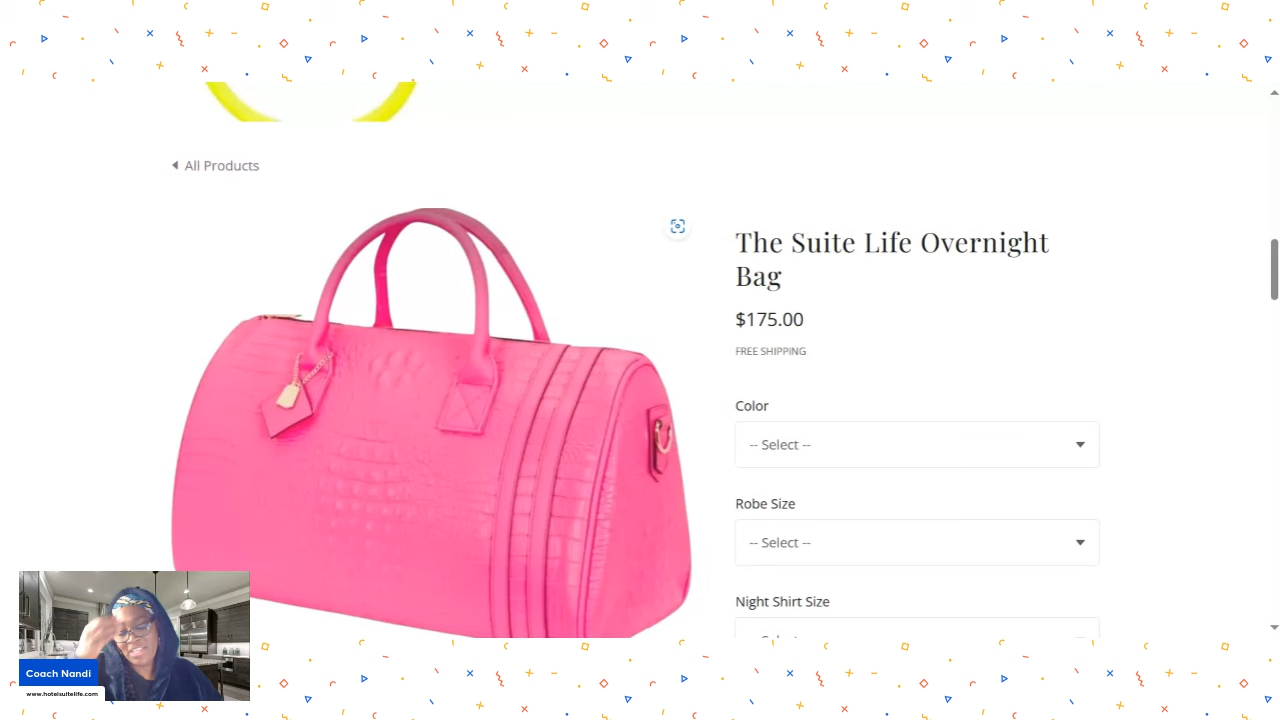 All Products
The Suite Life Overnight
Bag
$175.00
FREE SHIPPING
Color
-- Select --
Robe Size
-- Select --
Night Shirt Size
Coach Nandi
www.hotelsuitelife.com